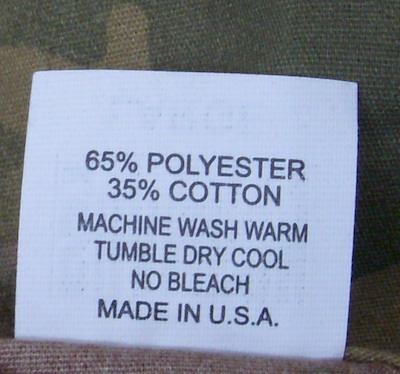 65% POLYESTER
35% COTTON
MACHINE WASH WARM
TUMBLE DRY COOL
NO BLEACH
MADE IN U.S.A.